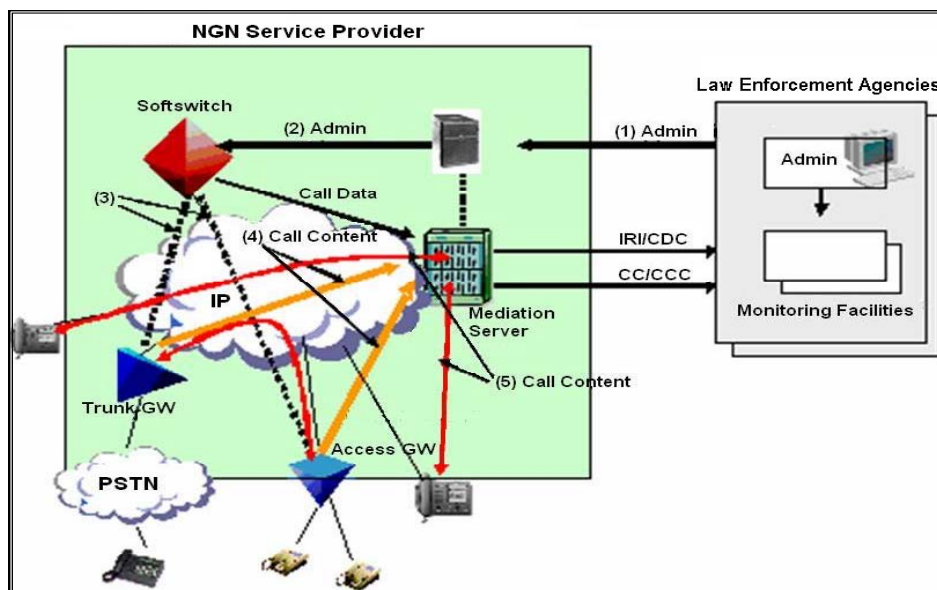 NGN Service Provider
Law Enforcement Agencies
Softswitch
(2) Admin
(1) Admin
Admin
(3)
Call Data
(4) Call Content
IRI/CDC
IP
CC/CCC
Mediation
Server
Monitoring Facilities
(5) Call Content
Trunk GW
Access GW
PSTN